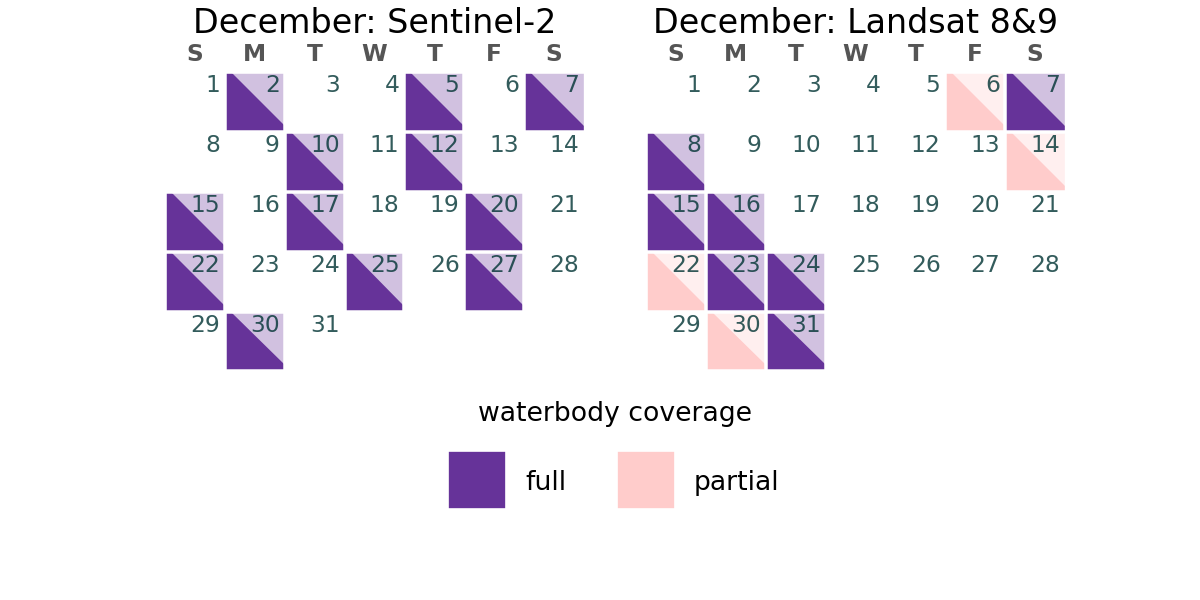 December: Sentinel-2
S M T W T F S
1 2 3 4 5 6 7
8 9 10 11 12 13 14
15 16 17 18 19 20 21
22 23 24 25 26 27 28
29 30 31
December: Landsat 8&9
S M T W T F S
1 2 3 4 5 6 7
8 9 10 11 12 13 14
15 16 17 18 19 20 21
22 23 24 25 26 27 28
29 30 31
waterbody coverage
full
partial